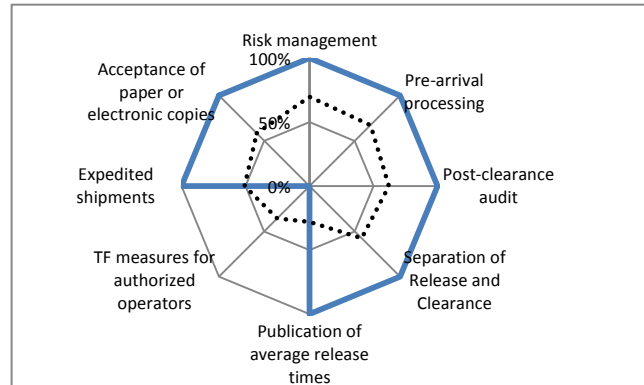 Risk management
100%
Acceptance of
paper or
electronic copies
Pre-arrival
processing
50%
Expedited
shipments
0%
Post-clearance
audit
TF measures for
authorized
operators
Separation of
Release and
Clearance
Publication of
average release
times